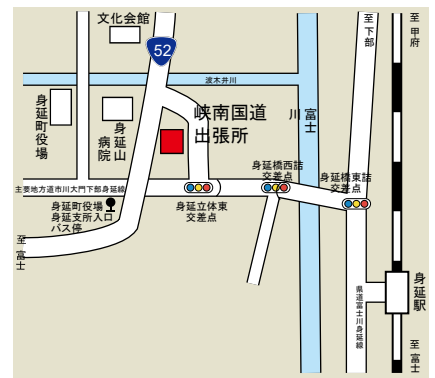 文化会館
至下部
至甲府
52
波木井川
身延町役場
身延山
病院
峡南国道
出張所
富士
川
身延橋西詰
交差点
身延橋東詰
交差点
主要地方道市川大門下部身延線
身延町役場
身延支所入口
バス停
身延立体東
交差点
至富士
県道富士川身延線
身延駅
至富士